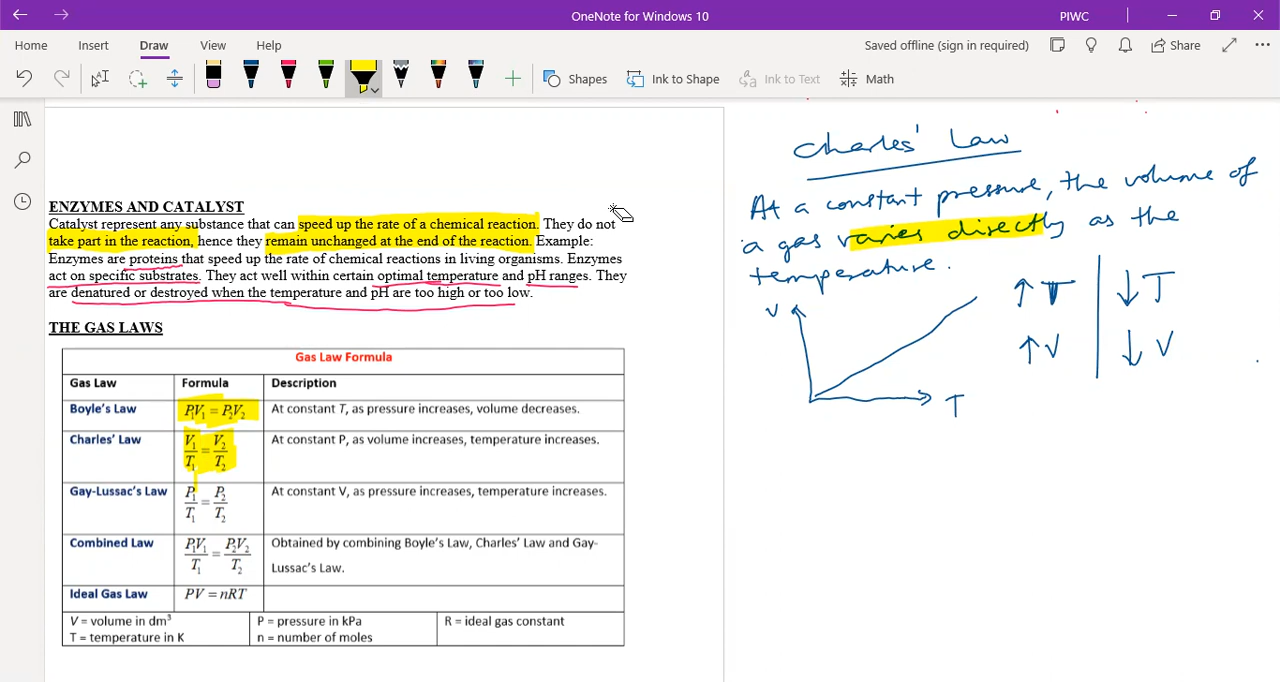 OneNote for Windows 10
PIWC
Home Insert Draw View Help
Saved offline (sign in required)
Share
Shapes
Ink to Shape
Ink to Text
Math
ENZYMES AND CATALYST
Catalyst represent any substance that can speed up the rate of a chemical reaction. They do not
take part in the reaction, hence they remain unchanged at the end of the reaction. Example:
Enzymes are proteins that speed up the rate of chemical reactions in living organisms. Enzymes
act on specific substrates. They act well within certain optimal temperature and pH ranges. They
are denatured or destroyed when the temperature and pH are too high or too low.
THE GAS LAWS
Gas Law Formula
Gas Law Formula Description
Boyle's Law P₁V₁ = P₂V₂ At constant T, as pressure increases, volume decreases.
Charles' Law V₁/T₁ = V₂/T₂ At constant P, as volume increases, temperature increases.
Gay-Lussac's Law P₁/T₁ = P₂/T₂ At constant V, as pressure increases, temperature increases.
Combined Law P₁V₁/T₁ = P₂V₂/T₂ Obtained by combining Boyle's Law, Charles' Law and Gay-
Lussac's Law.
Ideal Gas Law PV = nRT
V = volume in dm³ P = pressure in kPa R = ideal gas constant
T = temperature in K n = number of moles
Charles' Law
At a constant pressure, the volume of
a gas varies directly as the
temperature.
V
T
↑ T ↓ T
↑ V ↓ V